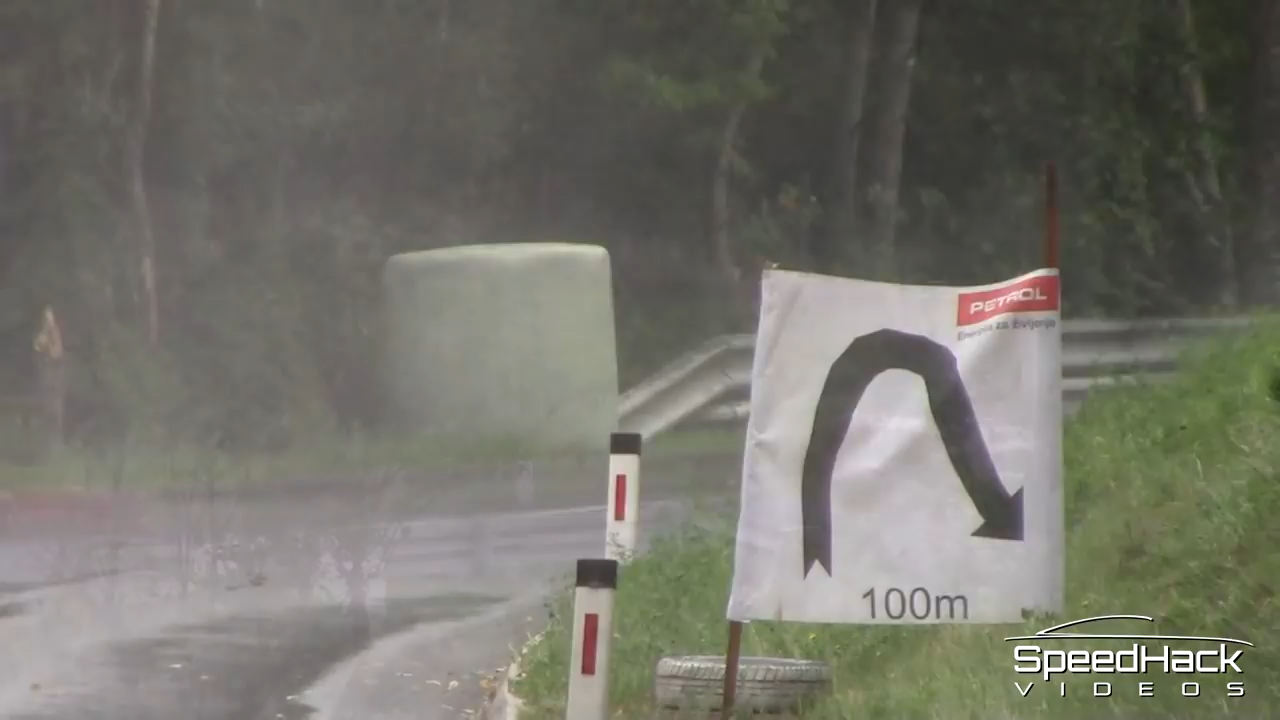 PETROL
Energija za življenje
100m
SpeedHack
VIDEOS